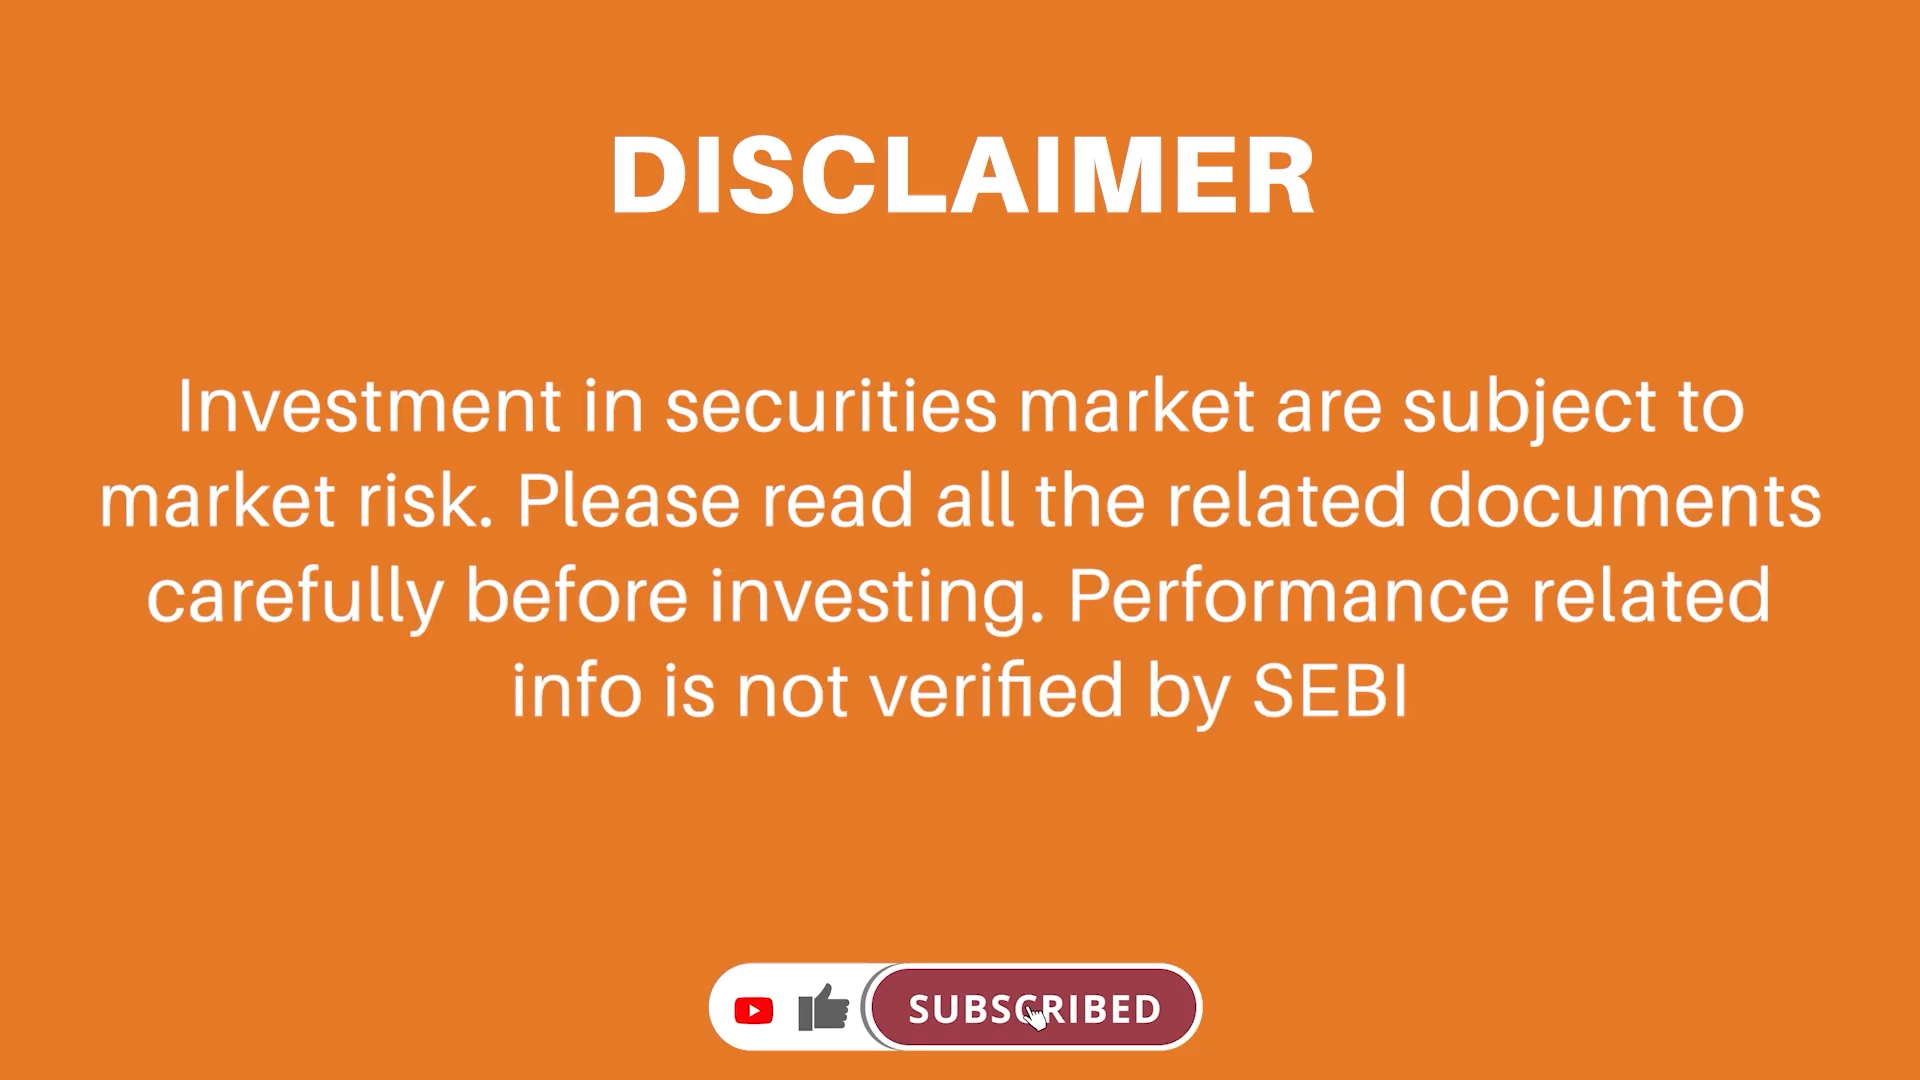 DISCLAIMER
Investment in securities market are subject to
market risk. Please read all the related documents
carefully before investing. Performance related
info is not verified by SEBI
SUBSCRIBED